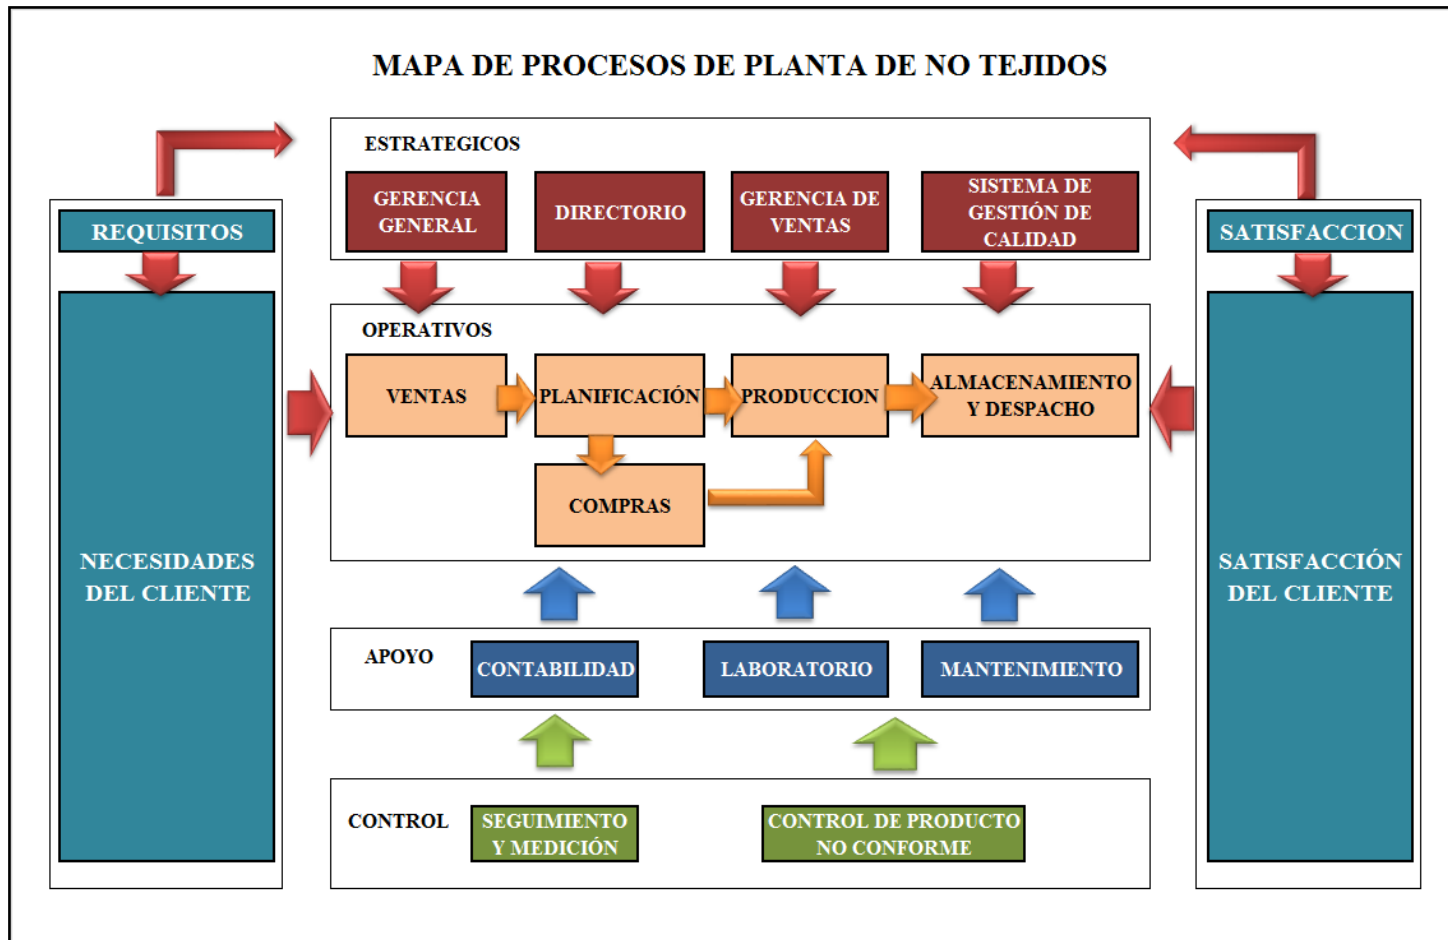 MAPA DE PROCESOS DE PLANTA DE NO TEJIDOS
ESTRATEGICOS
GERENCIA
GENERAL
DIRECTORIO
GERENCIA DE
VENTAS
SISTEMA DE
GESTIÓN DE
CALIDAD
REQUISITOS
SATISFACCION
OPERATIVOS
VENTAS
PLANIFICACIÓN
PRODUCCION
ALMACENAMIENTO
Y DESPACHO
COMPRAS
NECESIDADES
DEL CLIENTE
SATISFACCIÓN
DEL CLIENTE
APOYO
CONTABILIDAD
LABORATORIO
MANTENIMIENTO
CONTROL
SEGUIMIENTO
Y MEDICIÓN
CONTROL DE PRODUCTO
NO CONFORME